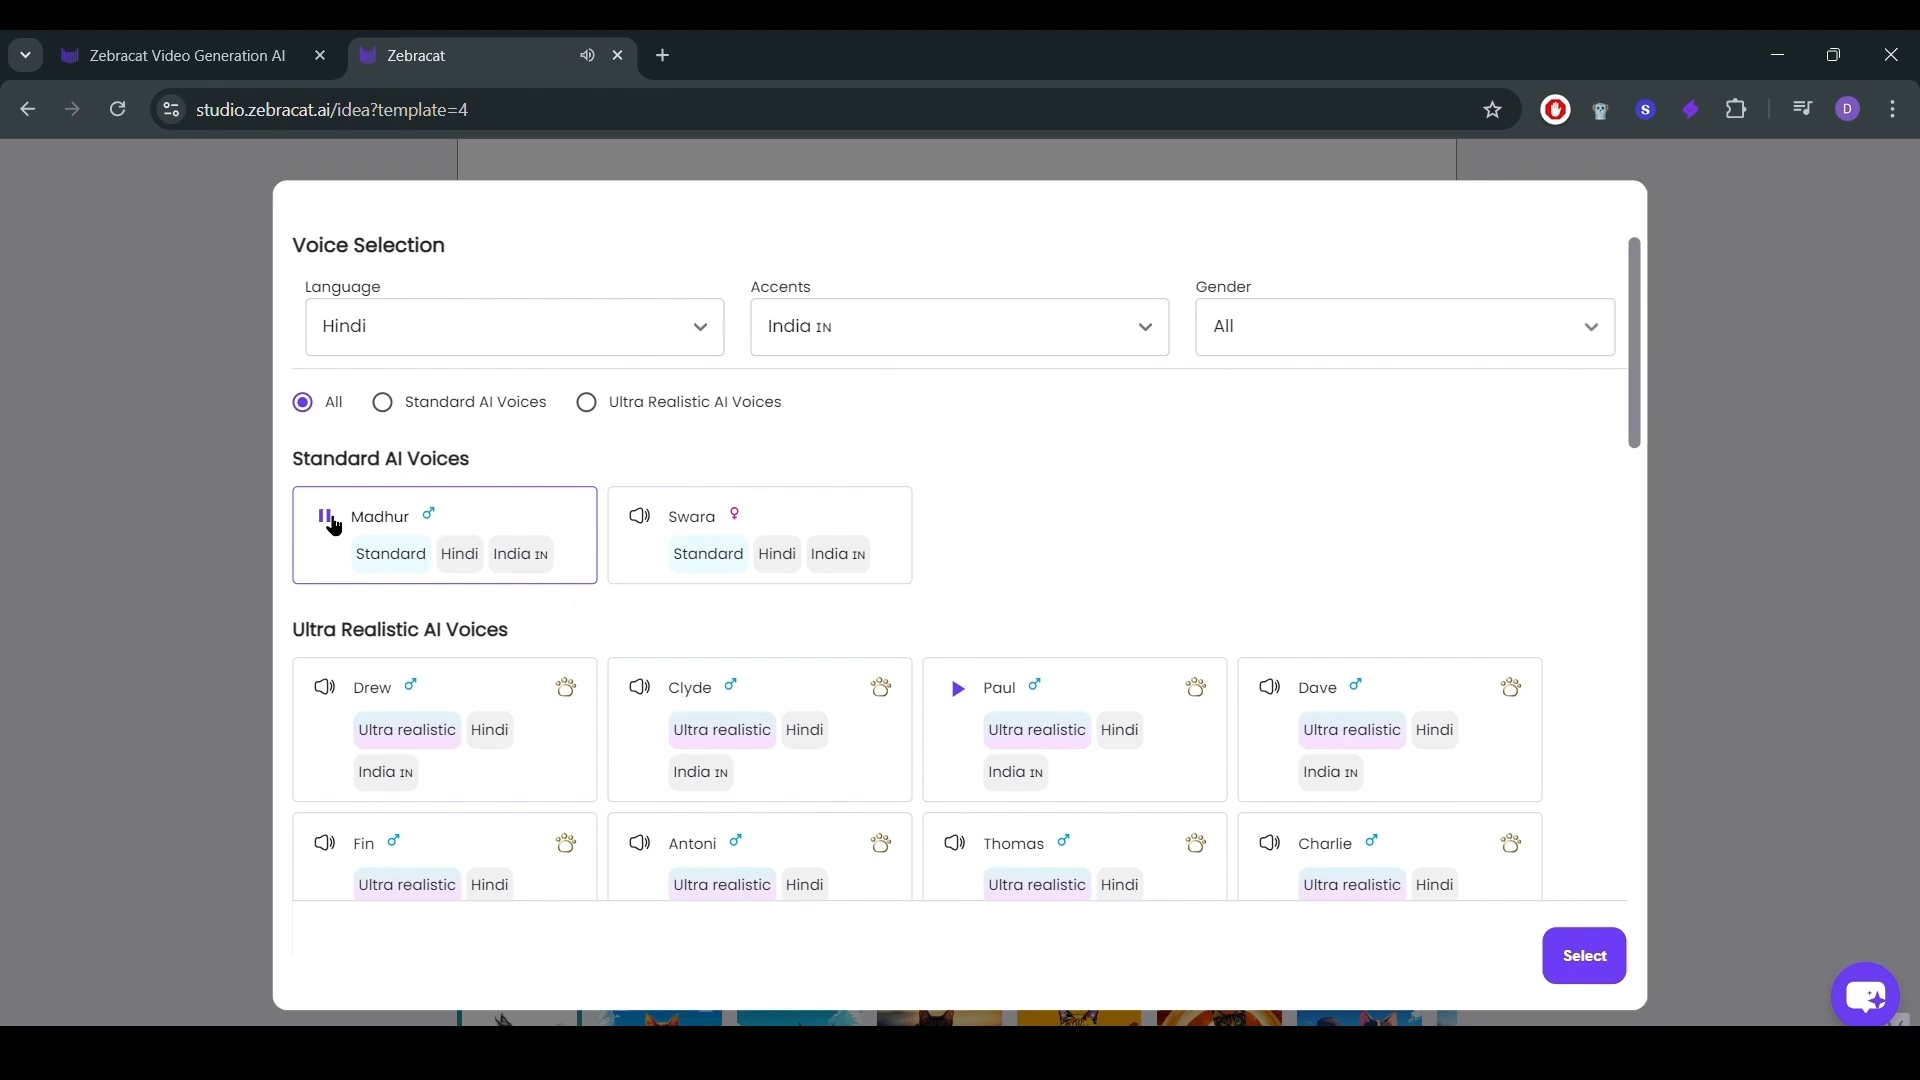 Zebracat Video Generation AI
Zebracat
studio.zebracat.ai/idea?template=4
S
D
Voice Selection
Language
Accents
Gender
Hindi
India IN
All
All
Standard AI Voices
Ultra Realistic AI Voices
Standard AI Voices
Madhur
Swara
Standard Hindi India IN
Standard Hindi India IN
Ultra Realistic AI Voices
Drew
Clyde
Paul
Dave
Ultra realistic Hindi
Ultra realistic Hindi
Ultra realistic Hindi
Ultra realistic Hindi
India IN
India IN
India IN
India IN
Fin
Antoni
Thomas
Charlie
Ultra realistic Hindi
Ultra realistic Hindi
Ultra realistic Hindi
Ultra realistic Hindi
Select